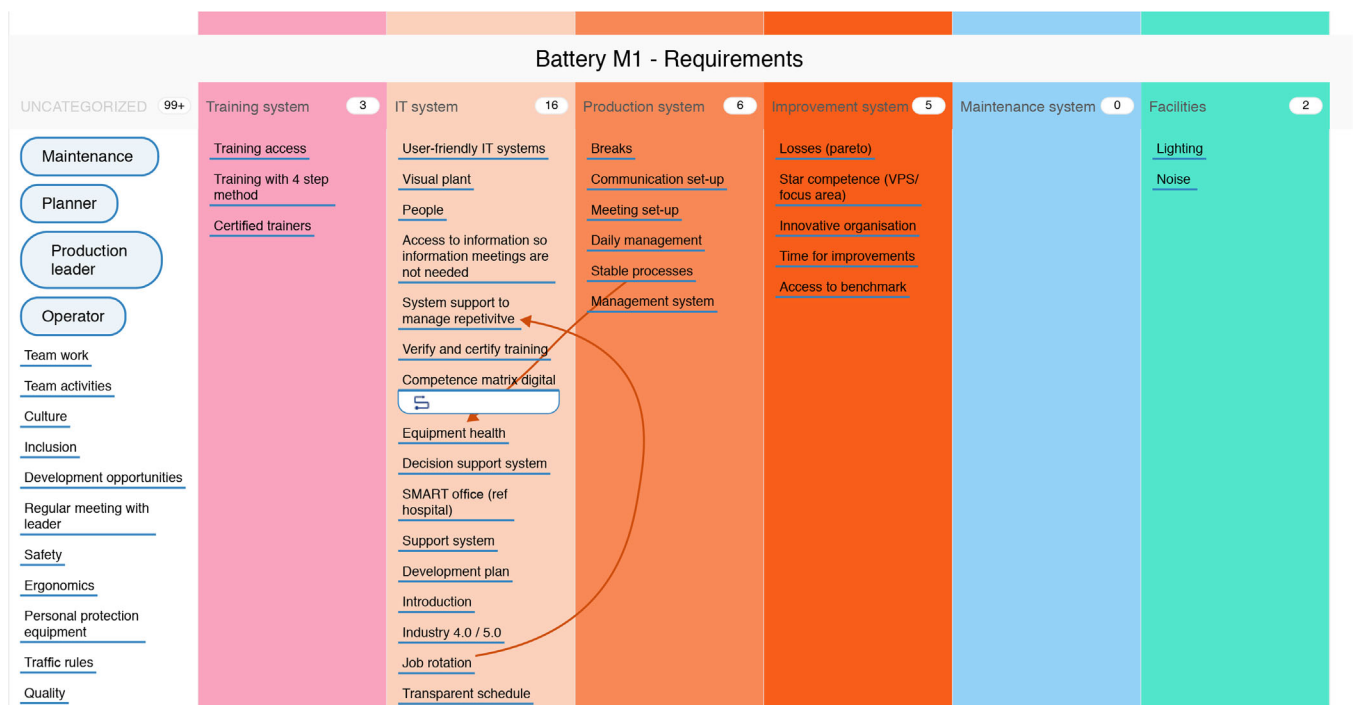 Battery M1 - Requirements
UNCATEGORIZED 99+
Maintenance
Planner
Production
leader
Operator
Team work
Team activities
Culture
Inclusion
Development opportunities
Regular meeting with
leader
Safety
Ergonomics
Personal protection
equipment
Traffic rules
Quality
Training system 3
Training access
Training with 4 step
method
Certified trainers
IT system 16
User-friendly IT systems
Visual plant
People
Access to information so
information meetings are
not needed
System support to
manage repetivitve
Verify and certify training
Competence matrix digital
Equipment health
Decision support system
SMART office (ref
hospital)
Support system
Development plan
Introduction
Industry 4.0 / 5.0
Job rotation
Transparent schedule
Production system 6
Breaks
Communication set-up
Meeting set-up
Daily management
Stable processes
Management system
Improvement system 5
Losses (pareto)
Star competence (VPS/
focus area)
Innovative organisation
Time for improvements
Access to benchmark
Maintenance system 0
Facilities 2
Lighting
Noise